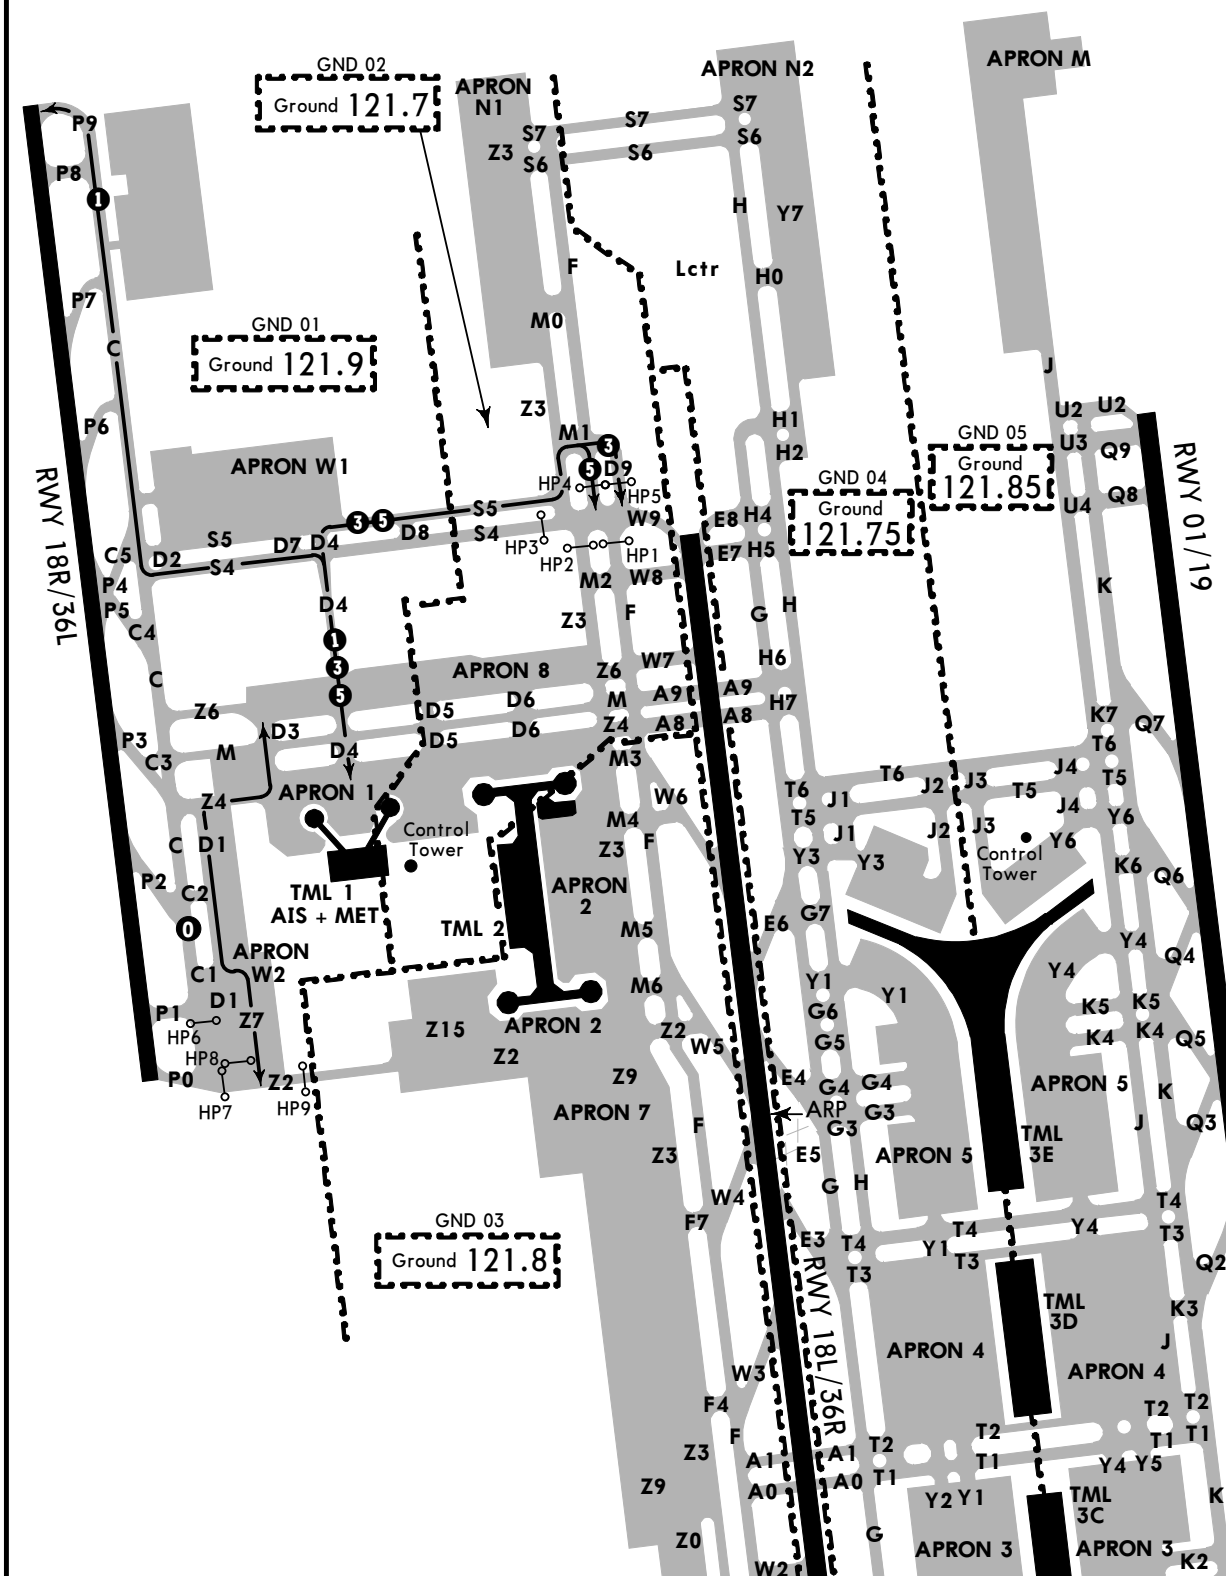 GND 02
Ground 121.7
APRON
N1
APRON N2
APRON M
S7
S7
S7
S6
S6
S6
Z3
P9
P8
1
H
Y7
F
Lctr
H0
P7
GND 01
Ground 121.9
C
M0
J
Z3
U2
U2
H1
P6
M1
3
GND 05
Ground
121.85
U3
Q9
H2
APRON W1
5
D9
RWY 18R/36L
RWY 01/19
HP4
HP5
GND 04
Ground
121.75
Q8
U4
3
5
S5
S4
D8
W9
E8
H4
HP3
HP1
HP2
C5
D2
S5
S4
D7
D4
E7
H5
M2
W8
P4
P5
C4
D4
K
Z3
F
G
H
1
3
5
C
APRON 8
Z6
W7
H6
D6
D5
M
A9
A9
H7
Z6
D3
D6
D5
Z4
A8
A8
K7
Q7
P3
C3
M
D4
M3
T6
T6
J4
T5
T6
J2
J3
T5
APRON 1
Z4
W6
J1
J4
T5
Y6
M4
Control
Tower
J1
J2
J3
Control
Tower
Y6
C
D1
F
Z3
Y3
Y3
K6
Q6
P2
C2
TML 1
AIS + MET
APRON
2
0
TML 2
M5
E6
G7
Y4
Q4
APRON
W2
C1
M6
Y1
Y4
Y1
K5
K5
D1
P1
HP6
Z7
Z15
APRON 2
Z2
G6
K4
K4
Q5
HP8
Z2
W5
G5
P0
Z2
Z9
E4
G4
G4
APRON 5
K
HP7
HP9
APRON 7
ARP
G3
G3
J
Q3
F
TML
3E
Z3
E5
APRON 5
G
H
W4
T4
GND 03
Ground 121.8
F7
E3
T4
T4
Y4
T3
Y1
T3
T3
Q2
RWY 18L/36R
TML
3D
K3
J
APRON 4
APRON 4
W3
F4
T2
T2
F
T2
T2
T1
T1
Z3
A1
A1
T1
T1
Y4
Y5
Z9
A0
A0
Y2
Y1
TML
3C
K
G
Z0
APRON 3
APRON 3
K2
W2